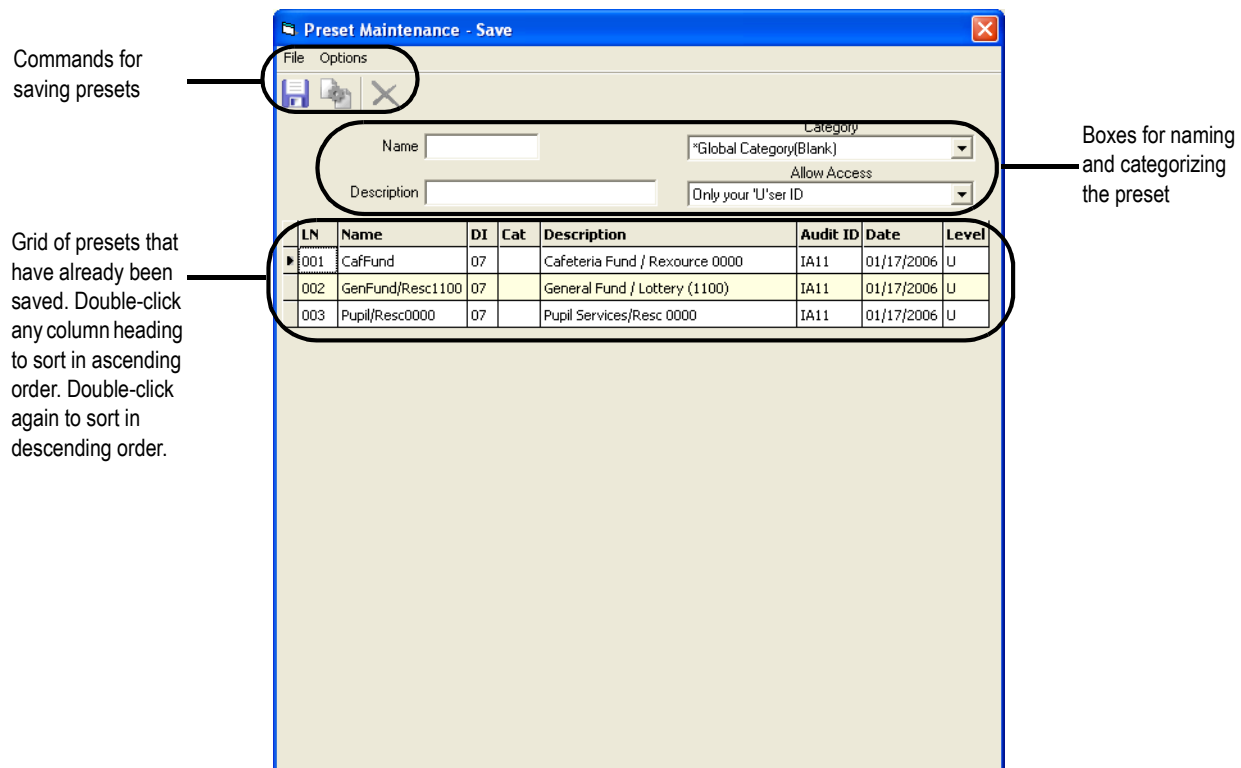 Preset Maintenance - Save
File Options
Commands for
saving presets
Category
Name
*Global Category(Blank)
Allow Access
Description
Only your 'U'ser ID
Boxes for naming
and categorizing
the preset
Grid of presets that
have already been
saved. Double-click
any column heading
to sort in ascending
order. Double-click
again to sort in
descending order.
LN Name DI Cat Description Audit ID Date Level
001 CafFund 07 Cafeteria Fund / Rexource 0000 IA11 01/17/2006 U
002 GenFund/Resc1100 07 General Fund / Lottery (1100) IA11 01/17/2006 U
003 Pupil/Resc0000 07 Pupil Services/Resc 0000 IA11 01/17/2006 U